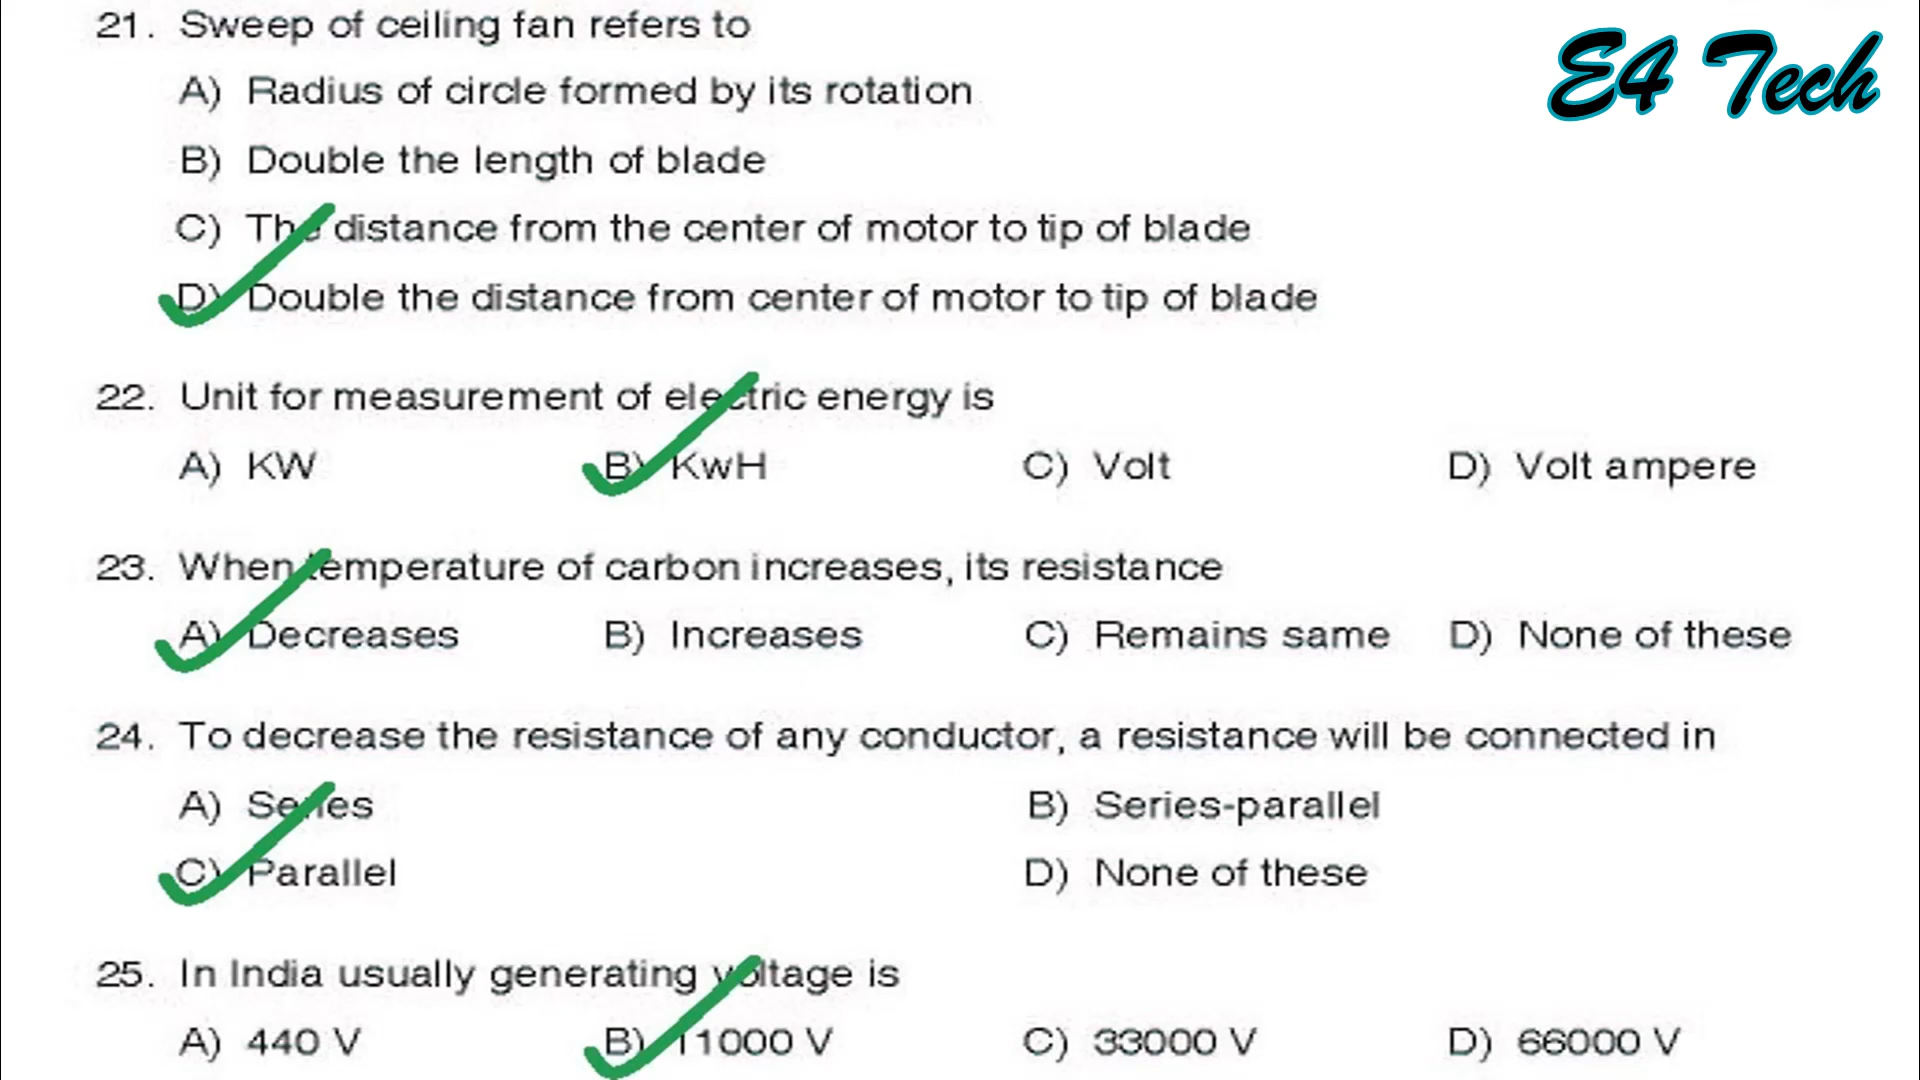 21. Sweep of ceiling fan refers to
E4 Tech
A) Radius of circle formed by its rotation
B) Double the length of blade
C) The distance from the center of motor to tip of blade
D) Double the distance from center of motor to tip of blade
22. Unit for measurement of electric energy is
A) KW B) KwH C) Volt D) Volt ampere
23. When temperature of carbon increases, its resistance
A) Decreases B) Increases C) Remains same D) None of these
24. To decrease the resistance of any conductor, a resistance will be connected in
A) Series B) Series-parallel
C) Parallel D) None of these
25. In India usually generating voltage is
A) 440 V B) 11000 V C) 33000 V D) 66000 V